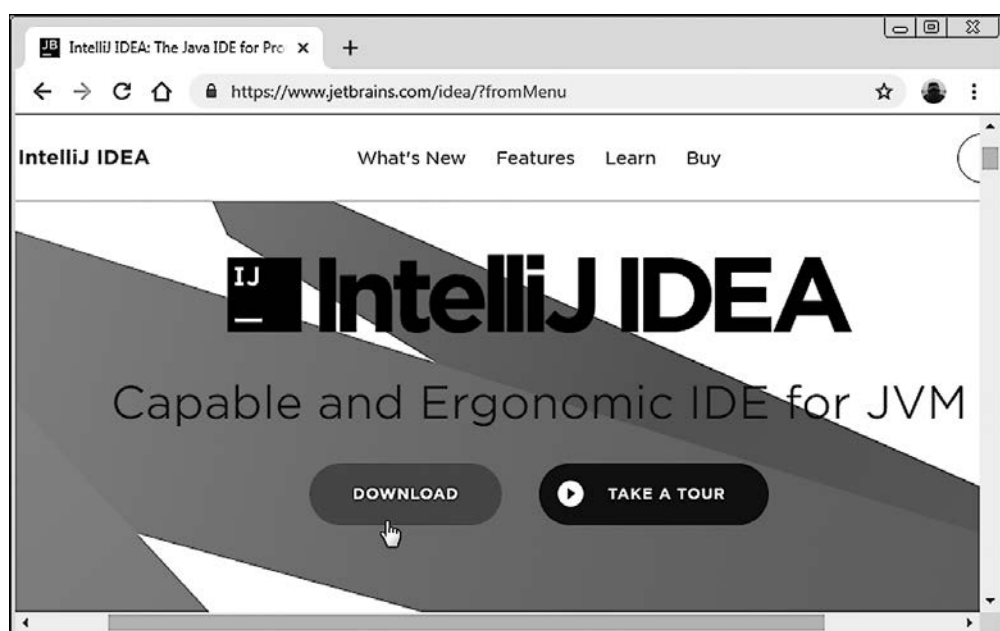 JB
IntelliJ IDEA: The Java IDE for Pro
https://www.jetbrains.com/idea/?fromMenu
IntelliJ IDEA What's New Features Learn Buy
IJ
IntelliJ IDEA
Capable and Ergonomic IDE for JVM
DOWNLOAD TAKE A TOUR